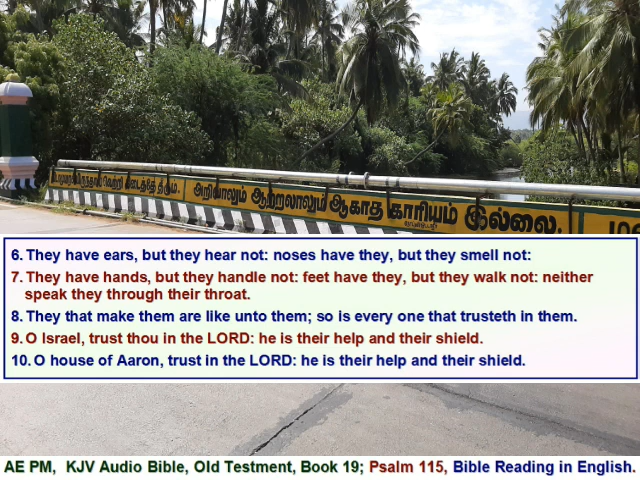 வெற்றி கிடைத்தே தீரும். அறிவாலும் ஆற்றலாலும் ஆகாத காரியம் இல்லை.
6. They have ears, but they hear not: noses have they, but they smell not:
7. They have hands, but they handle not: feet have they, but they walk not: neither
speak they through their throat.
8. They that make them are like unto them; so is every one that trusteth in them.
9. O Israel, trust thou in the LORD: he is their help and their shield.
10. O house of Aaron, trust in the LORD: he is their help and their shield.
AE PM, KJV Audio Bible, Old Testment, Book 19; Psalm 115, Bible Reading in English.